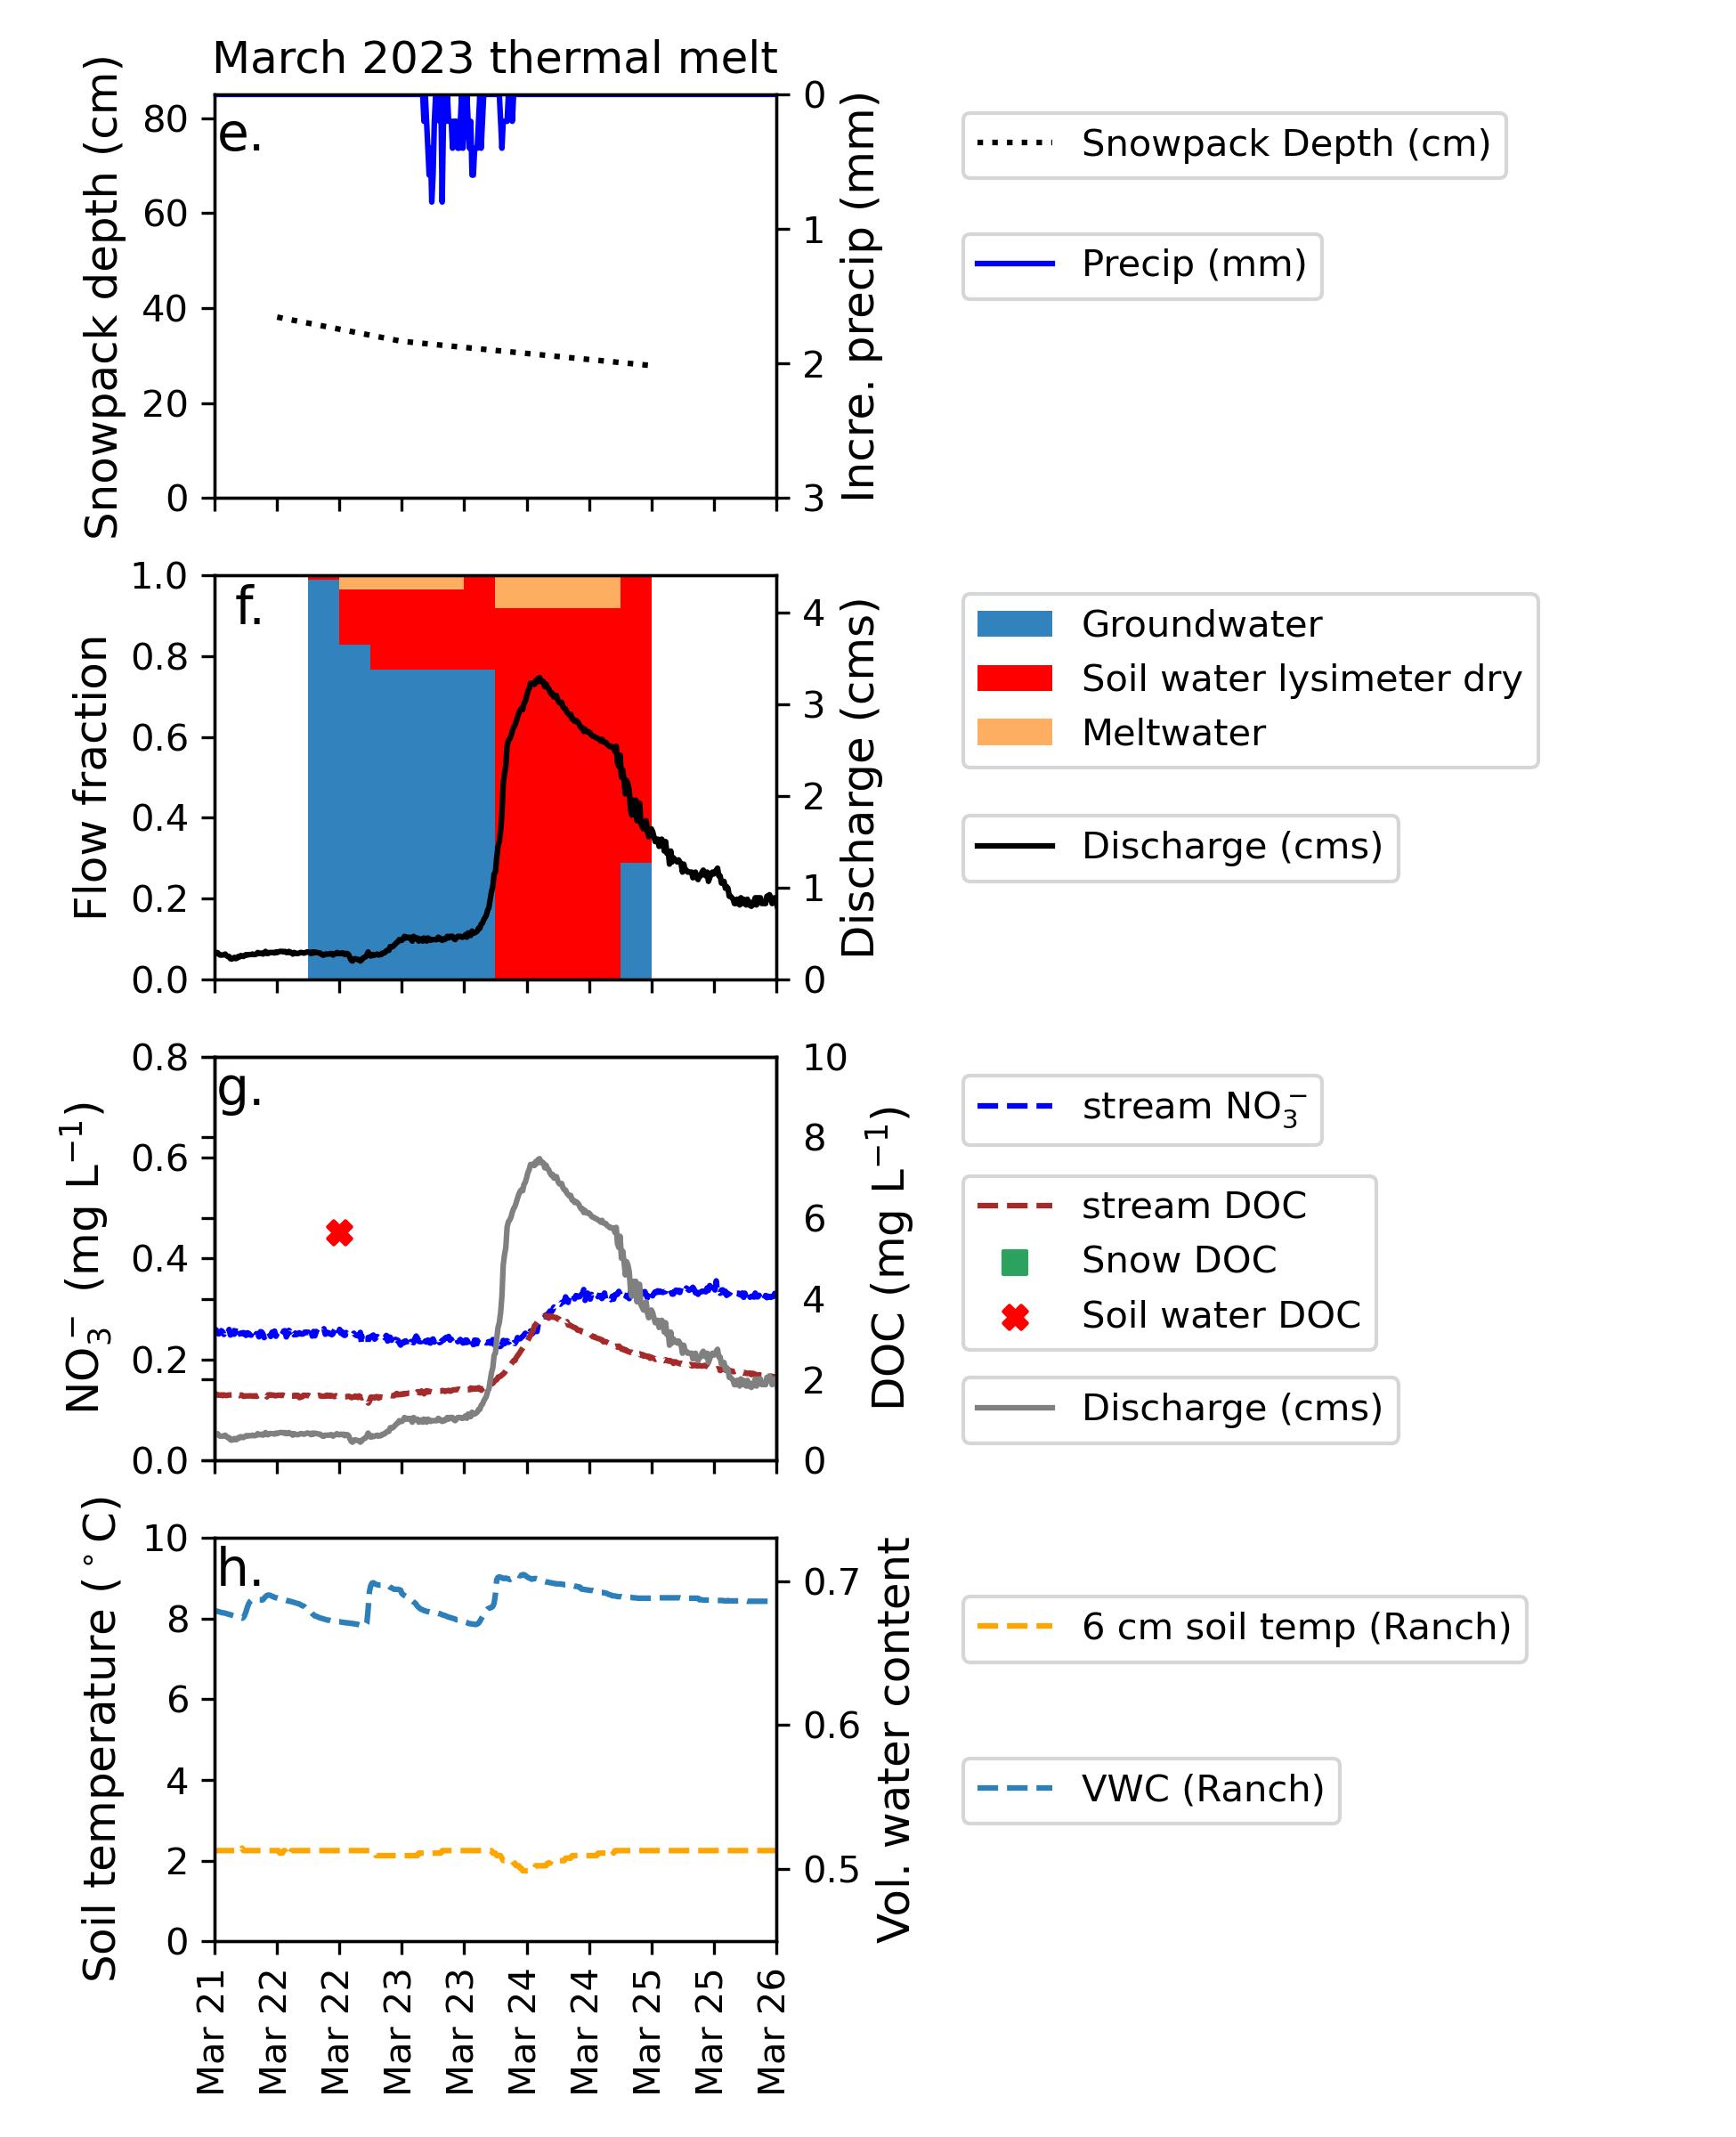 March 2023 thermal melt
e.
Snowpack depth (cm)
80
60
40
20
0
0
1
2
3
Incre. precip (mm)
Snowpack Depth (cm)
Precip (mm)
f.
Flow fraction
1.0
0.8
0.6
0.4
0.2
0.0
4
3
2
1
0
Discharge (cms)
Groundwater
Soil water lysimeter dry
Meltwater
Discharge (cms)
g.
NO₃⁻ (mg L⁻¹)
0.8
0.6
0.4
0.2
0.0
10
8
6
4
2
0
DOC (mg L⁻¹)
stream NO₃⁻
stream DOC
Snow DOC
Soil water DOC
Discharge (cms)
h.
Soil temperature (°C)
10
8
6
4
2
0
0.7
0.6
0.5
Vol. water content
6 cm soil temp (Ranch)
VWC (Ranch)
Mar 21
Mar 22
Mar 22
Mar 23
Mar 23
Mar 24
Mar 24
Mar 25
Mar 25
Mar 26